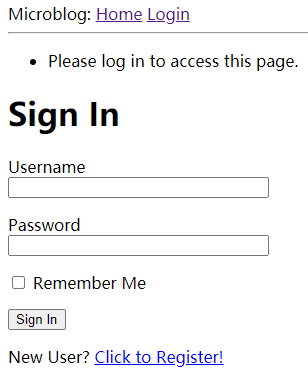 Microblog: Home Login
Please log in to access this page.
Sign In
Username
Password
Remember Me
Sign In
New User? Click to Register!